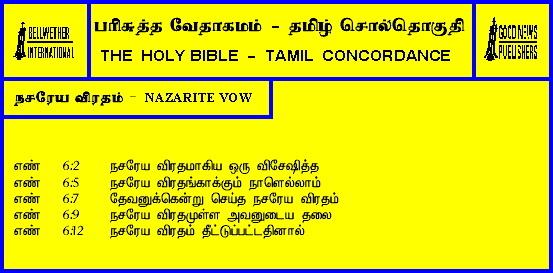 BELLWETHER
INTERNATIONAL
பரிசுத்த வேதாகமம் - தமிழ் சொல்தொகுதி
THE HOLY BIBLE - TAMIL CONCORDANCE
GOOD NEWS
PUBLISHERS
நசரேய விரதம் - NAZARITE VOW
எண் 6:2 நசரேய விரதமாகிய ஒரு விசேஷித்த
எண் 6:5 நசரேய விரதங்காக்கும் நாளெல்லாம்
எண் 6:7 தேவனுக்கென்று செய்த நசரேய விரதம்
எண் 6:9 நசரேய விரதமுள்ள அவனுடைய தலை
எண் 6:12 நசரேய விரதம் தீட்டுப்பட்டதினால்